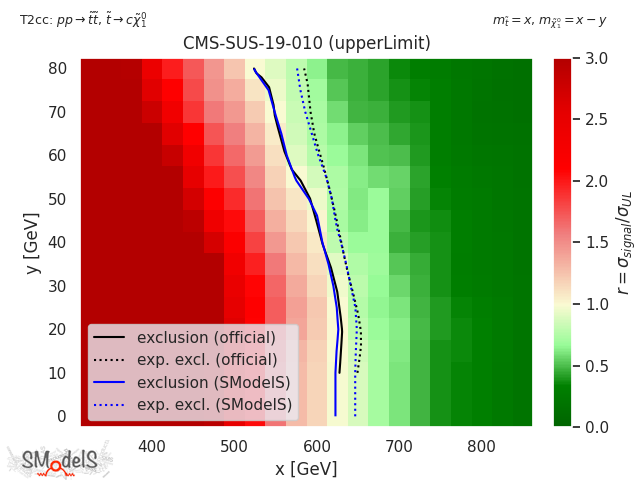 T2cc: pp → t̃t̃, t̃ → cχ̃₁⁰
m_t̃ = x, m_χ̃₁⁰ = x − y
CMS-SUS-19-010 (upperLimit)
80
70
60
50
40
30
20
10
0
y [GeV]
exclusion (official)
exp. excl. (official)
exclusion (SModelS)
exp. excl. (SModelS)
400
500
600
700
800
x [GeV]
3.0
2.5
2.0
1.5
1.0
0.5
0.0
r = σ_signal/σ_UL
SModelS